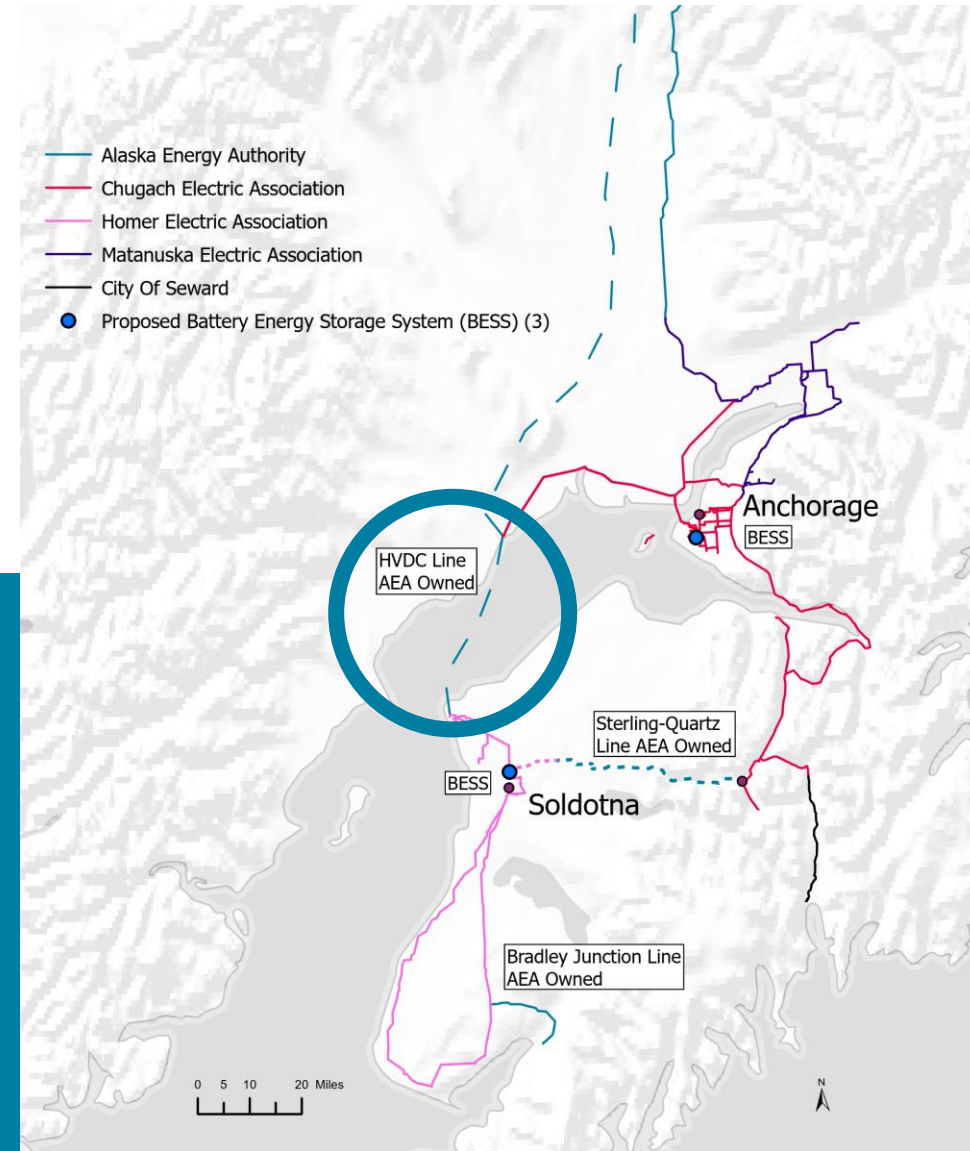 Alaska Energy Authority
Chugach Electric Association
Homer Electric Association
Matanuska Electric Association
City Of Seward
Proposed Battery Energy Storage System (BESS) (3)
Anchorage
BESS
HVDC Line
AEA Owned
Sterling-Quartz
Line AEA Owned
BESS
Soldotna
Bradley Junction Line
AEA Owned
0 5 10 20 Miles
N